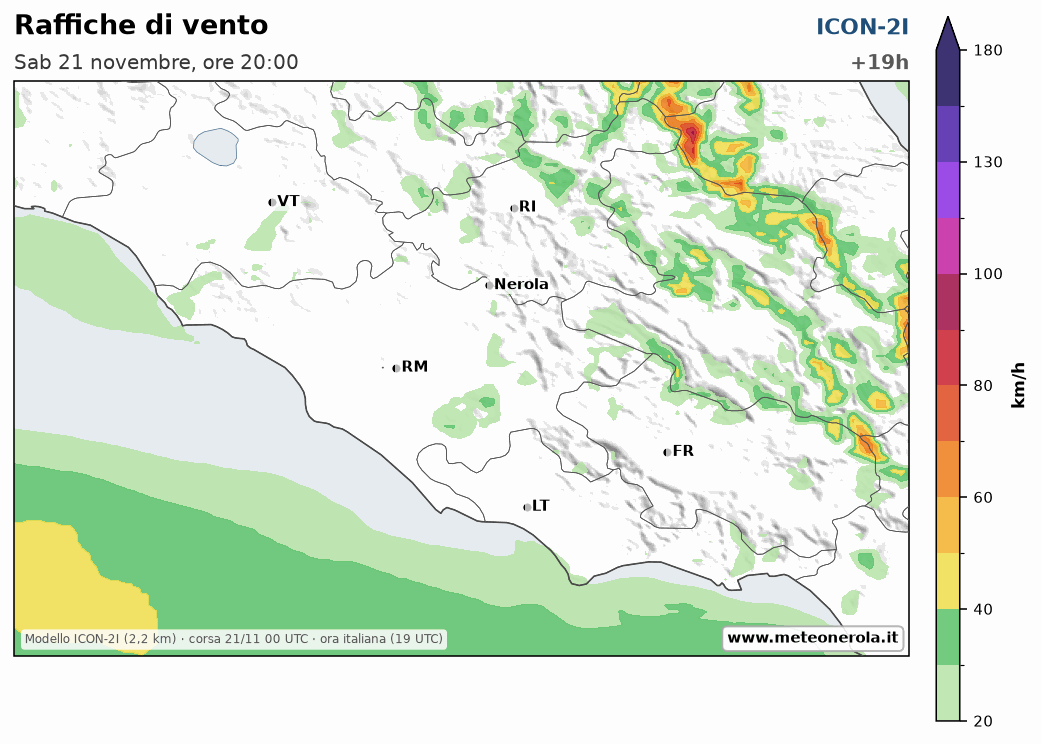 Raffiche di vento
ICON-2I
Sab 21 novembre, ore 20:00
+19h
180
130
100
80
60
40
20
km/h
VT
RI
Nerola
RM
FR
LT
Modello ICON-2I (2,2 km) · corsa 21/11 00 UTC · ora italiana (19 UTC)
www.meteonerola.it